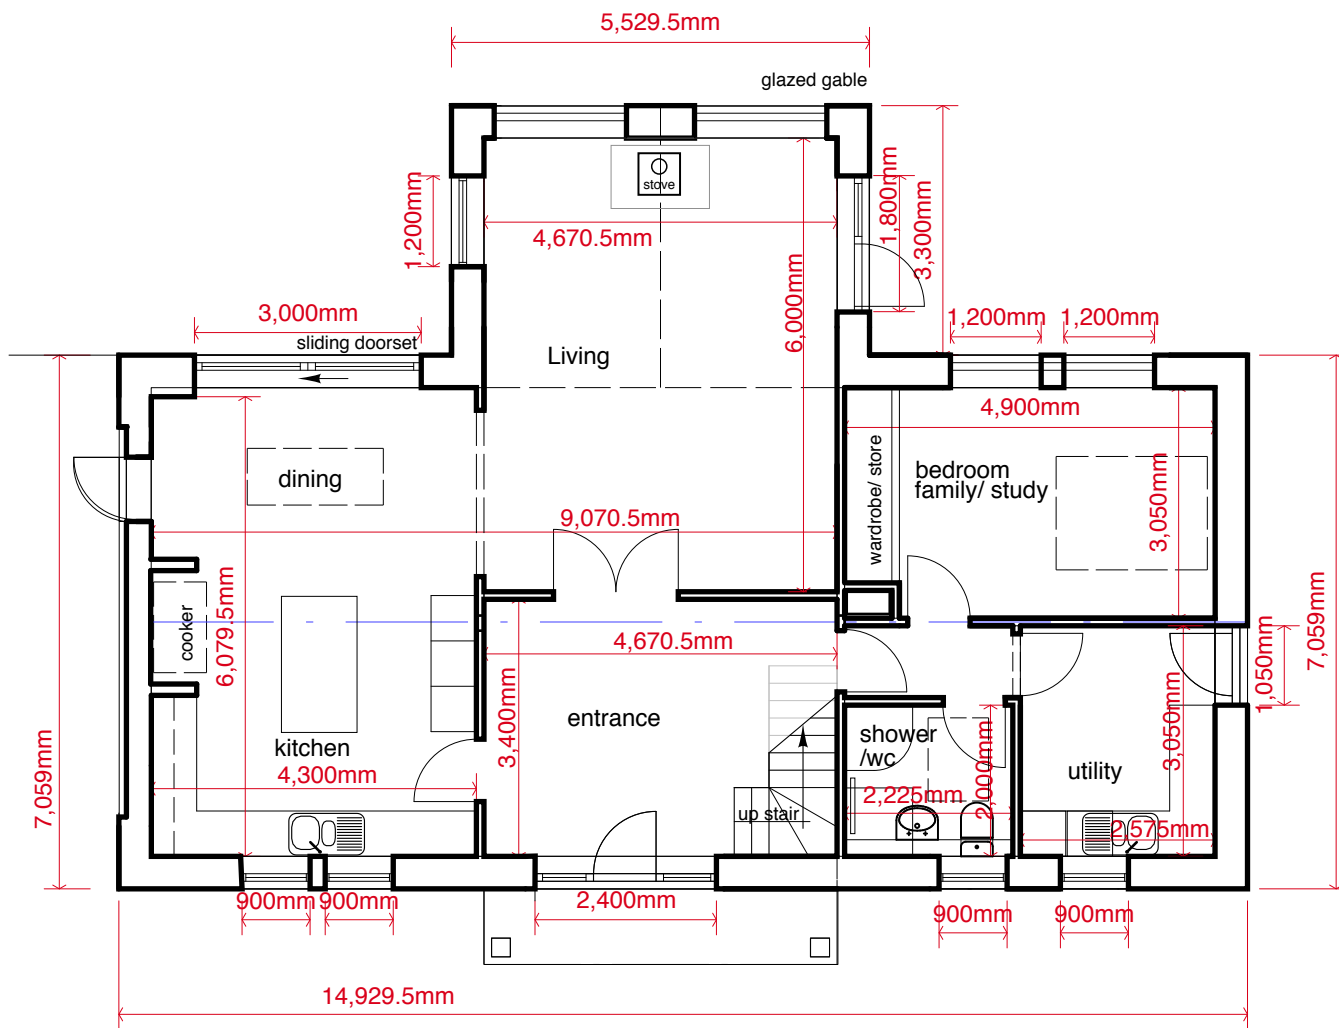 5,529.5mm
glazed gable
stove
1,200mm
4,670.5mm
1,800mm
3,300mm
6,000mm
3,000mm
sliding doorset
1,200mm
1,200mm
Living
4,900mm
dining
wardrobe/ store
bedroom
family/ study
3,050mm
9,070.5mm
cooker
6,079.5mm
4,670.5mm
7,059mm
1,050mm
3,400mm
entrance
kitchen
4,300mm
shower
/wc
2,000mm
3,050mm
utility
7,059mm
up stair
2,225mm
2,575mm
900mm
900mm
2,400mm
900mm
900mm
14,929.5mm